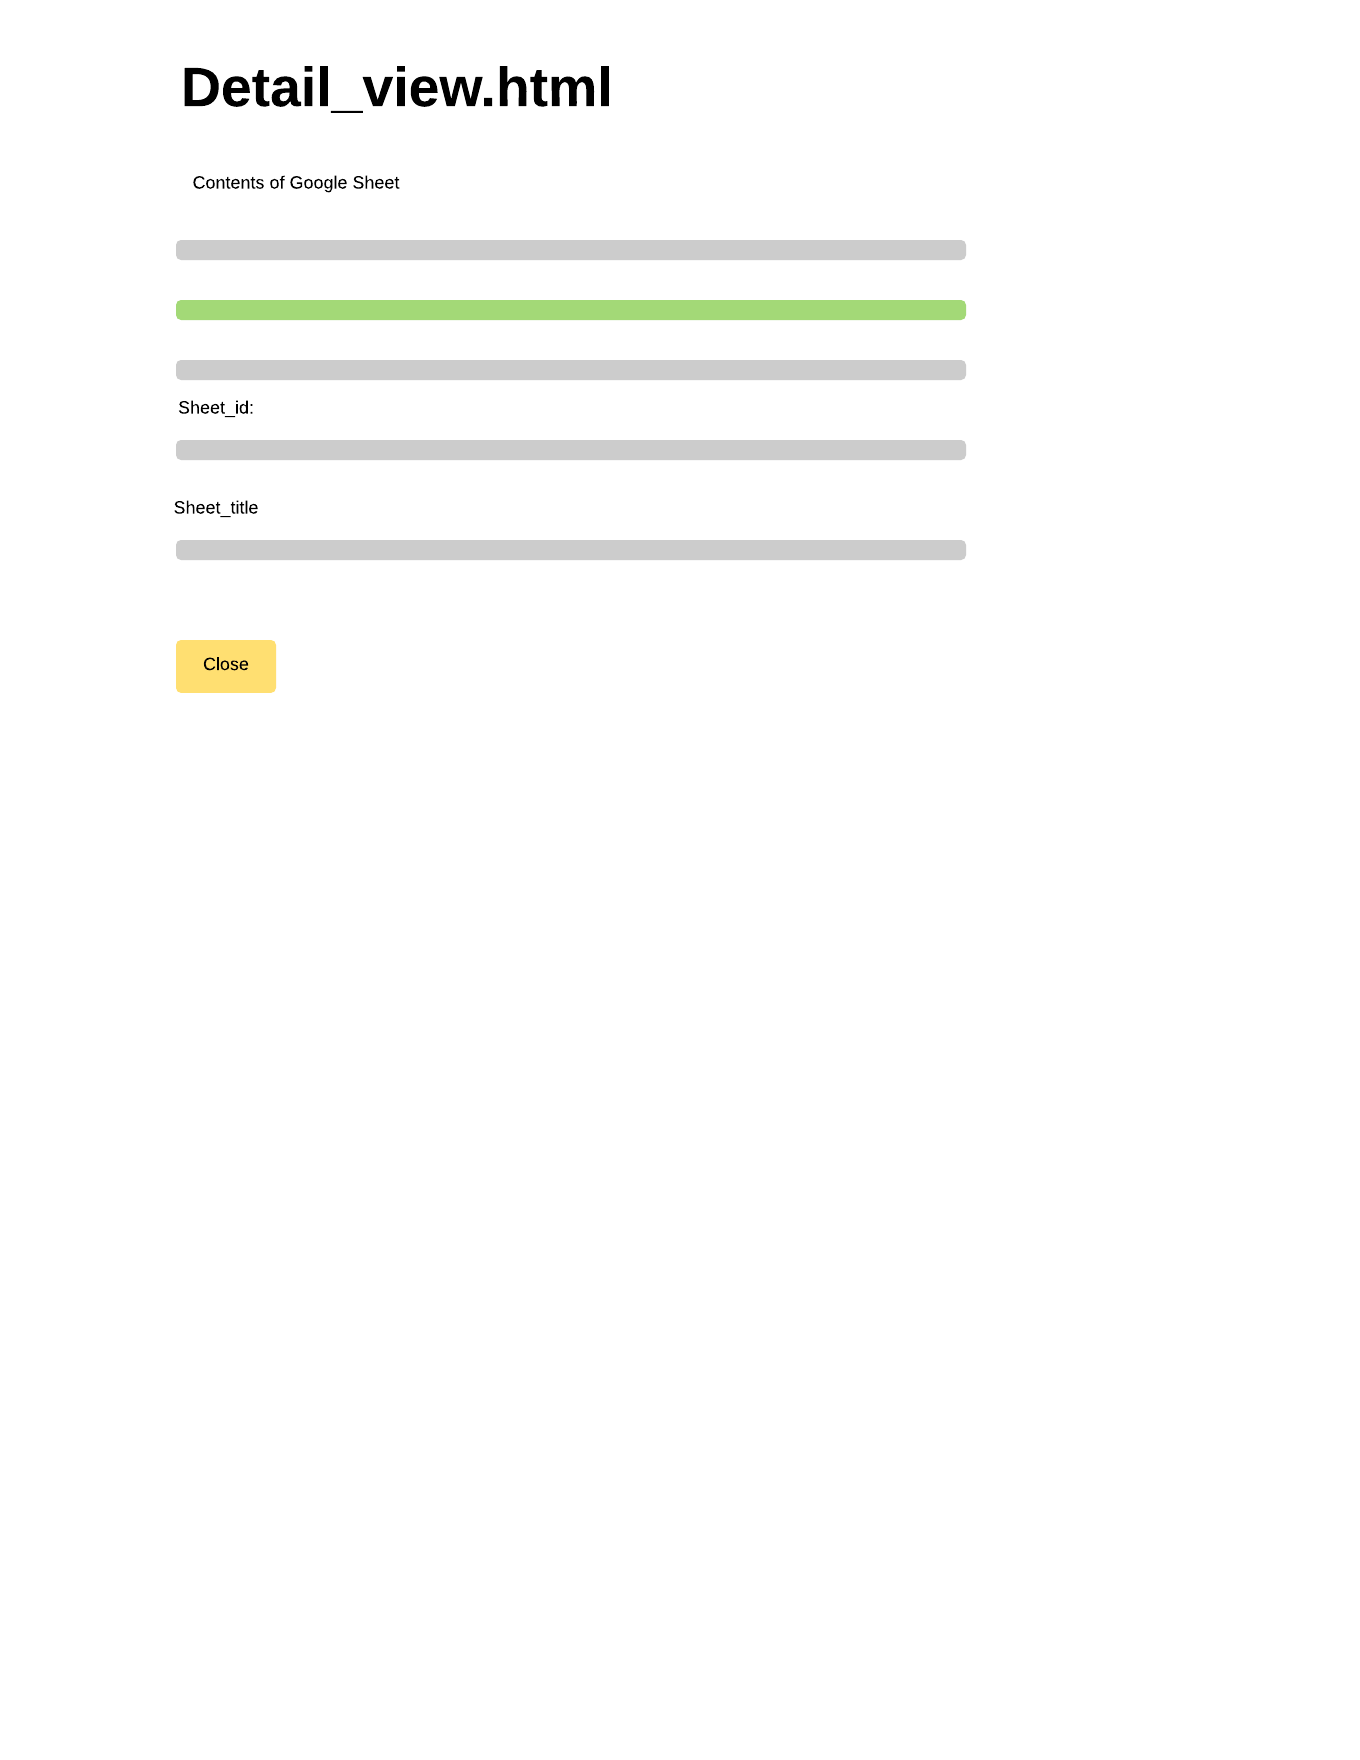 Detail_view.html
Contents of Google Sheet
Sheet_id:
Sheet_title
Close